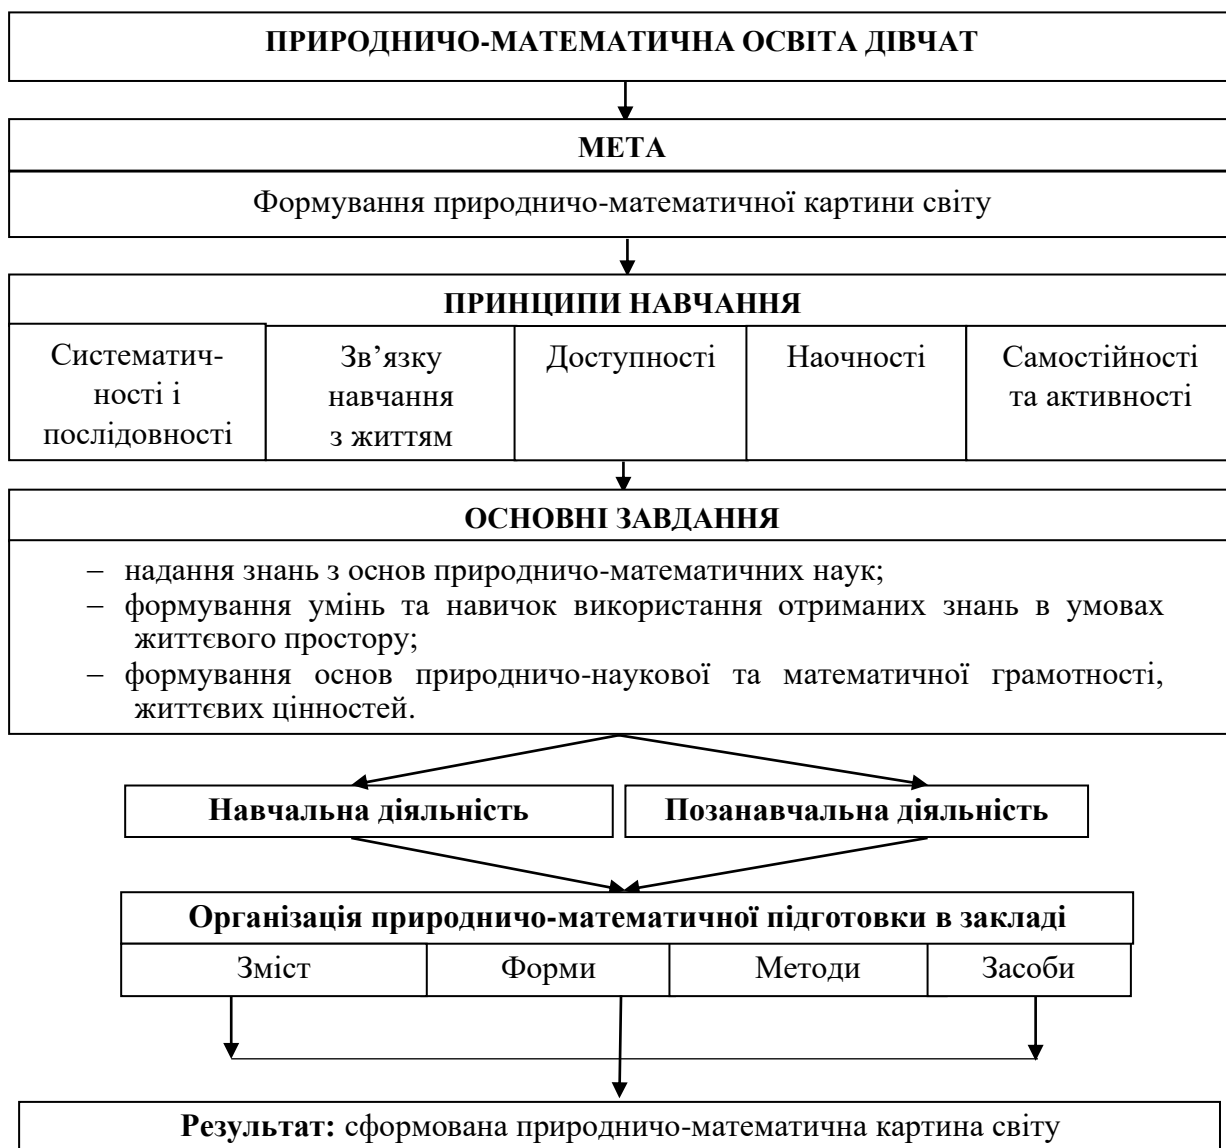 ПРИРОДНИЧО-МАТЕМАТИЧНА ОСВІТА ДІВЧАТ
МЕТА
Формування природничо-математичної картини світу
ПРИНЦИПИ НАВЧАННЯ
Систематич-
ності і
послідовності
Зв’язку
навчання
з життям
Доступності
Наочності
Самостійності
та активності
ОСНОВНІ ЗАВДАННЯ
– надання знань з основ природничо-математичних наук;
– формування умінь та навичок використання отриманих знань в умовах
життєвого простору;
– формування основ природничо-наукової та математичної грамотності,
життєвих цінностей.
Навчальна діяльність
Позанавчальна діяльність
Організація природничо-математичної підготовки в закладі
Зміст
Форми
Методи
Засоби
Результат: сформована природничо-математична картина світу